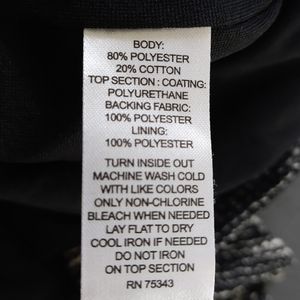 BODY:
80% POLYESTER
20% COTTON
TOP SECTION : COATING:
POLYURETHANE
BACKING FABRIC:
100% POLYESTER
LINING:
100% POLYESTER
TURN INSIDE OUT
MACHINE WASH COLD
WITH LIKE COLORS
ONLY NON-CHLORINE
BLEACH WHEN NEEDED
LAY FLAT TO DRY
COOL IRON IF NEEDED
DO NOT IRON
ON TOP SECTION
RN 75343